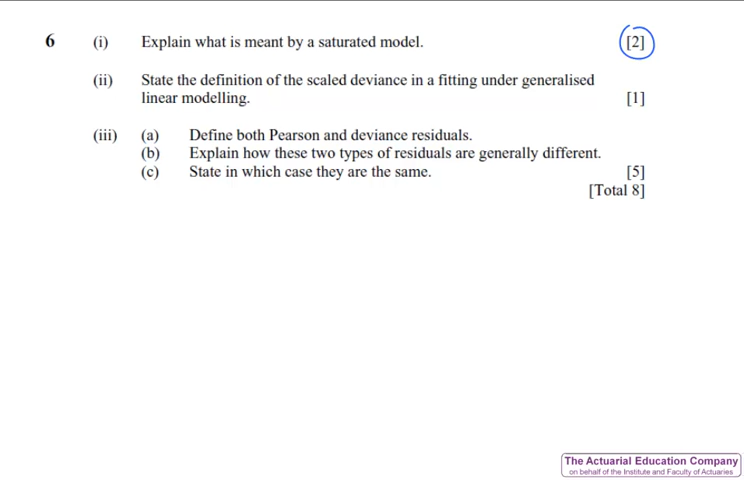 6 (i) Explain what is meant by a saturated model. [2]
(ii) State the definition of the scaled deviance in a fitting under generalised
linear modelling. [1]
(iii) (a) Define both Pearson and deviance residuals.
(b) Explain how these two types of residuals are generally different.
(c) State in which case they are the same. [5]
[Total 8]
The Actuarial Education Company
on behalf of the Institute and Faculty of Actuaries